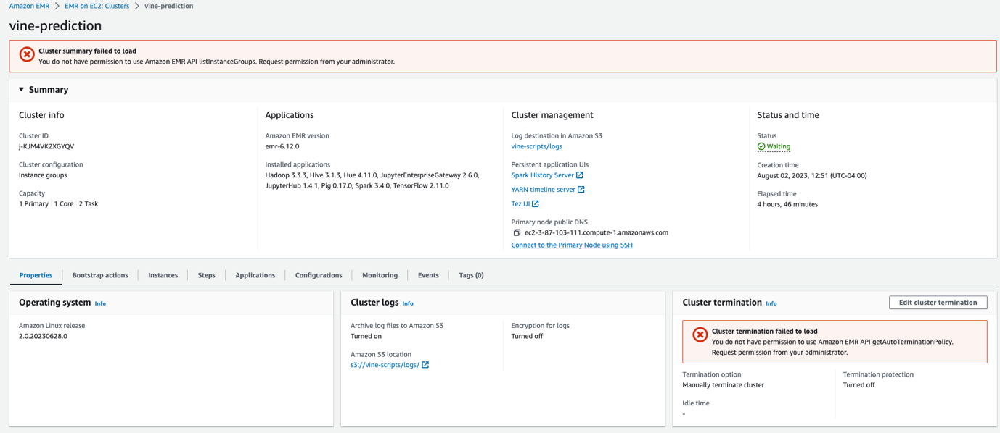 Amazon EMR > EMR on EC2: Clusters > vine-prediction
vine-prediction
Cluster summary failed to load
You do not have permission to use Amazon EMR API listInstanceGroups. Request permission from your administrator.
Summary
Cluster info
Cluster ID
j-KJM4VK2XGYQV
Cluster configuration
Instance groups
Capacity
1 Primary | 1 Core | 2 Task
Applications
Amazon EMR version
emr-6.12.0
Installed applications
Hadoop 3.3.3, Hive 3.1.3, Hue 4.11.0, JupyterEnterpriseGateway 2.6.0,
JupyterHub 1.4.1, Pig 0.17.0, Spark 3.4.0, TensorFlow 2.11.0
Cluster management
Log destination in Amazon S3
vine-scripts/logs
Persistent application UIs
Spark History Server
YARN timeline server
Tez UI
Primary node public DNS
ec2-3-87-103-111.compute-1.amazonaws.com
Connect to the Primary Node using SSH
Status and time
Status
Waiting
Creation time
August 02, 2023, 12:51 (UTC-04:00)
Elapsed time
4 hours, 46 minutes
Properties | Bootstrap actions | Instances | Steps | Applications | Configurations | Monitoring | Events | Tags (0)
Operating system Info
Amazon Linux release
2.0.20230628.0
Cluster logs Info
Archive log files to Amazon S3
Turned on
Amazon S3 location
s3://vine-scripts/logs/
Encryption for logs
Turned off
Cluster termination Info
Edit cluster termination
Cluster termination failed to load
You do not have permission to use Amazon EMR API getAutoTerminationPolicy.
Request permission from your administrator.
Termination option
Manually terminate cluster
Idle time
-
Termination protection
Turned off